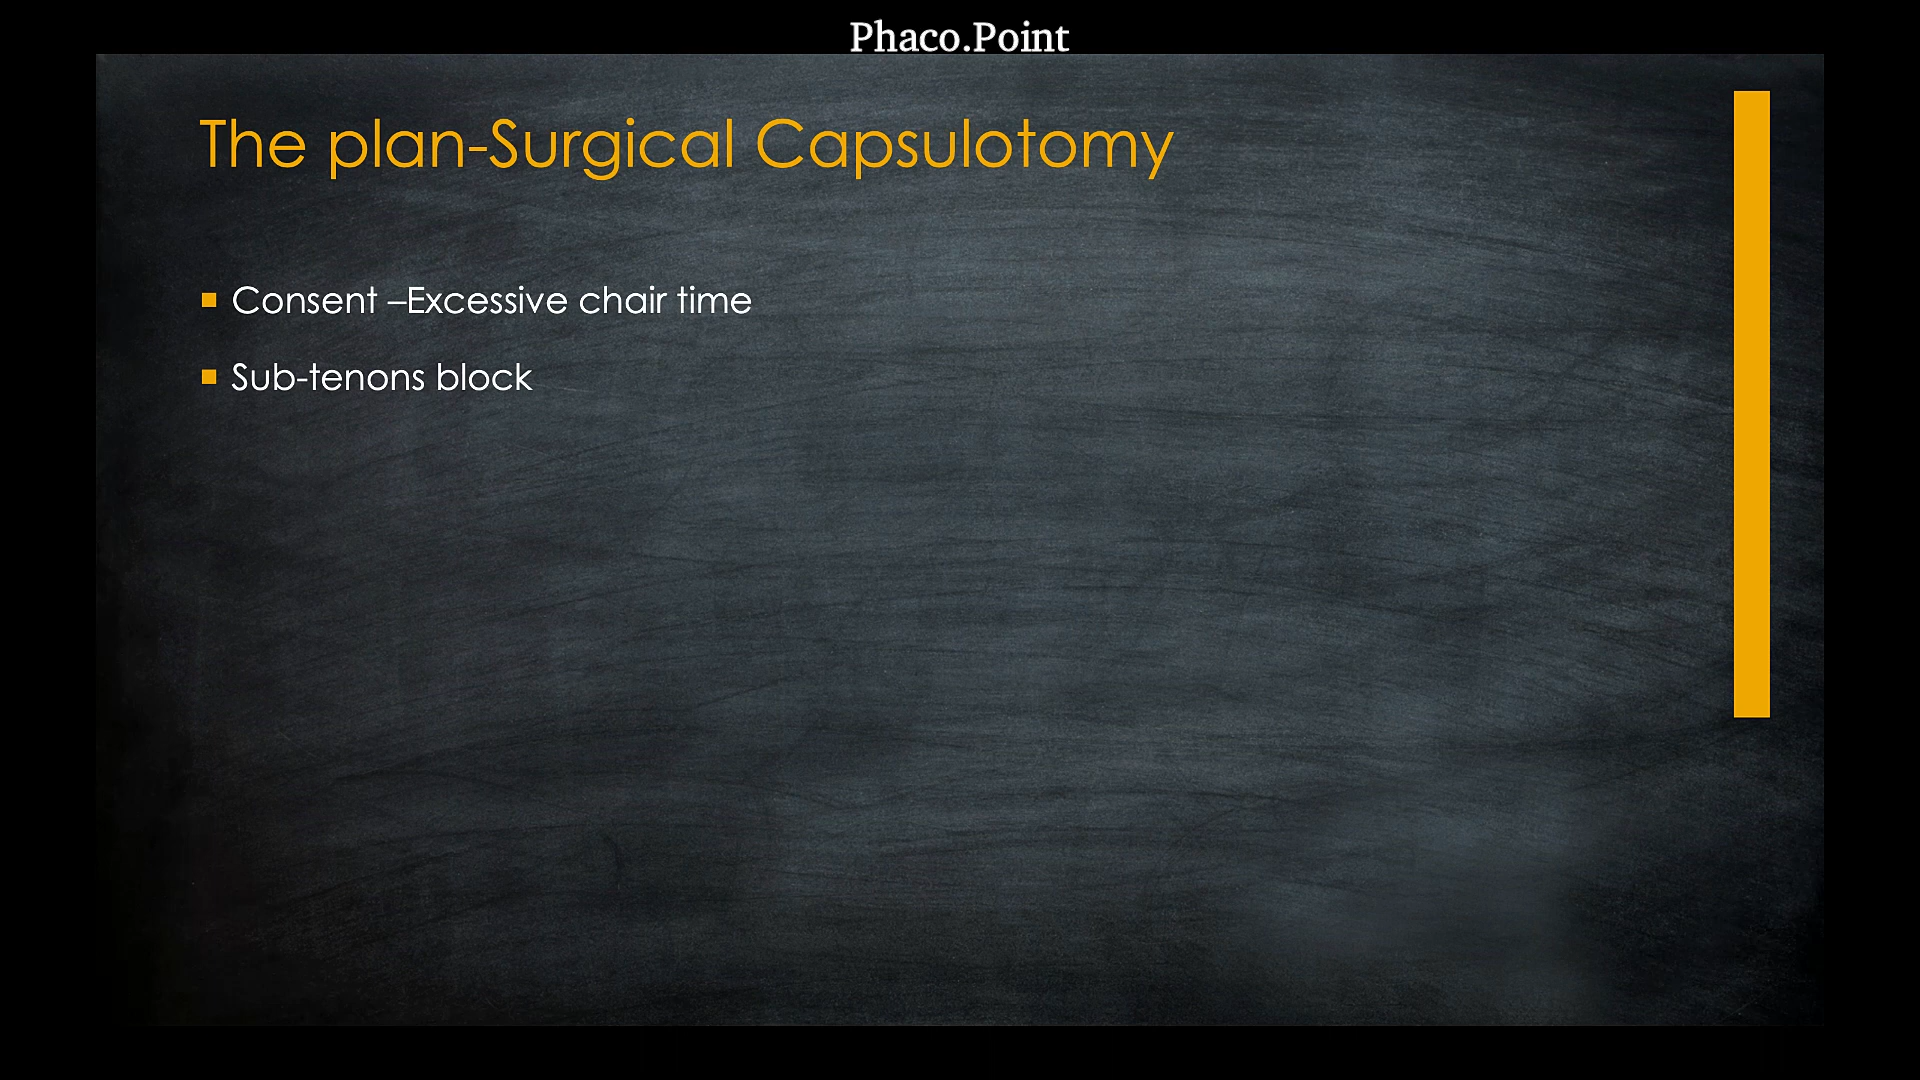 Phaco.Point
The plan-Surgical Capsulotomy
Consent –Excessive chair time
Sub-tenons block